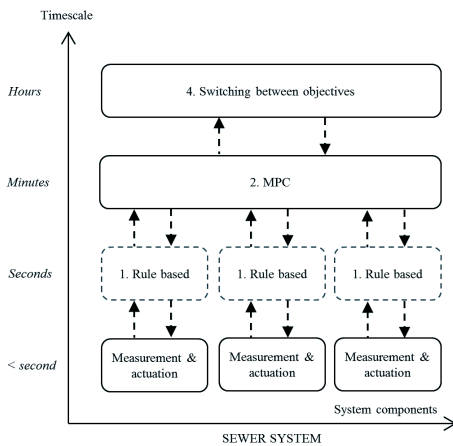 Timescale
Hours
4. Switching between objectives
Minutes
2. MPC
Seconds
1. Rule based
1. Rule based
1. Rule based
< second
Measurement &
actuation
Measurement &
actuation
Measurement &
actuation
System components
SEWER SYSTEM